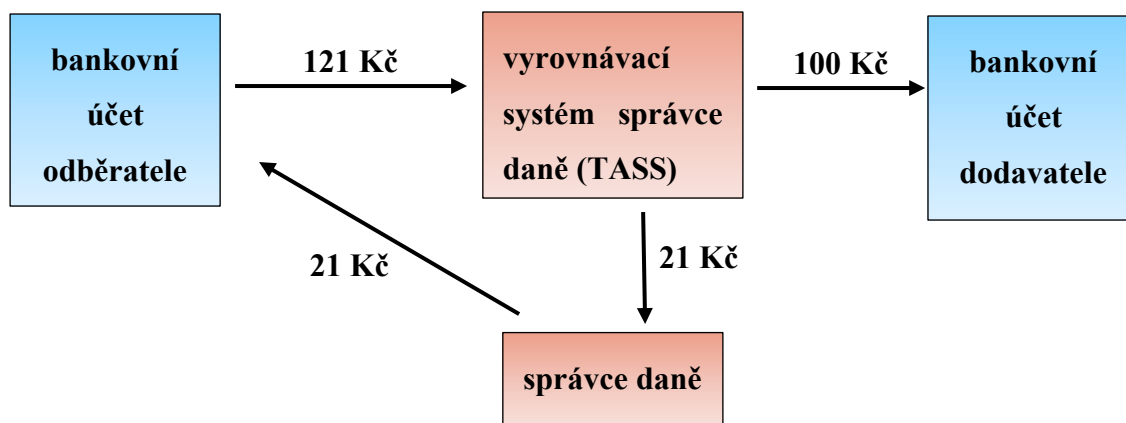 bankovní
účet
odběratele
121 Kč
vyrovnávací
systém správce
daně (TASS)
100 Kč
bankovní
účet
dodavatele
21 Kč
21 Kč
správce daně